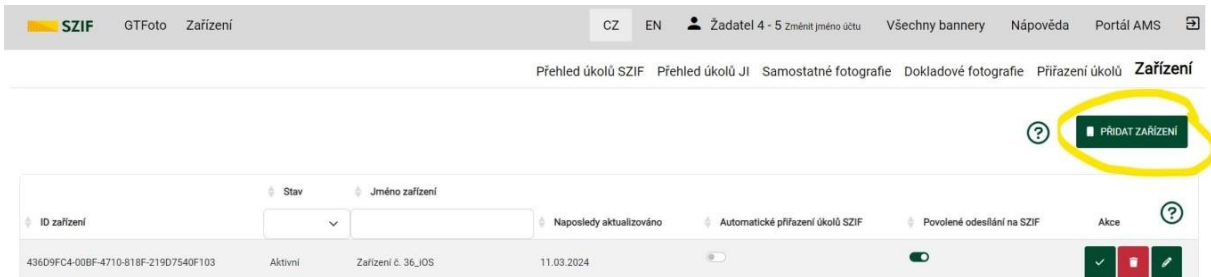 SZIF GTFoto Zařízení CZ EN Žadatel 4 - 5 Změnit jméno účtu Všechny bannery Nápověda Portál AMS
Přehled úkolů SZIF Přehled úkolů JI Samostatné fotografie Dokladové fotografie Přiřazení úkolů Zařízení
? PŘIDAT ZAŘÍZENÍ
Stav Jméno zařízení
ID zařízení Naposledy aktualizováno Automatické přiřazení úkolů SZIF Povolené odesílání na SZIF Akce ?
436D9FC4-00BF-4710-818F-219D7540F103 Aktivní Zařízení č. 36_iOS 11.03.2024